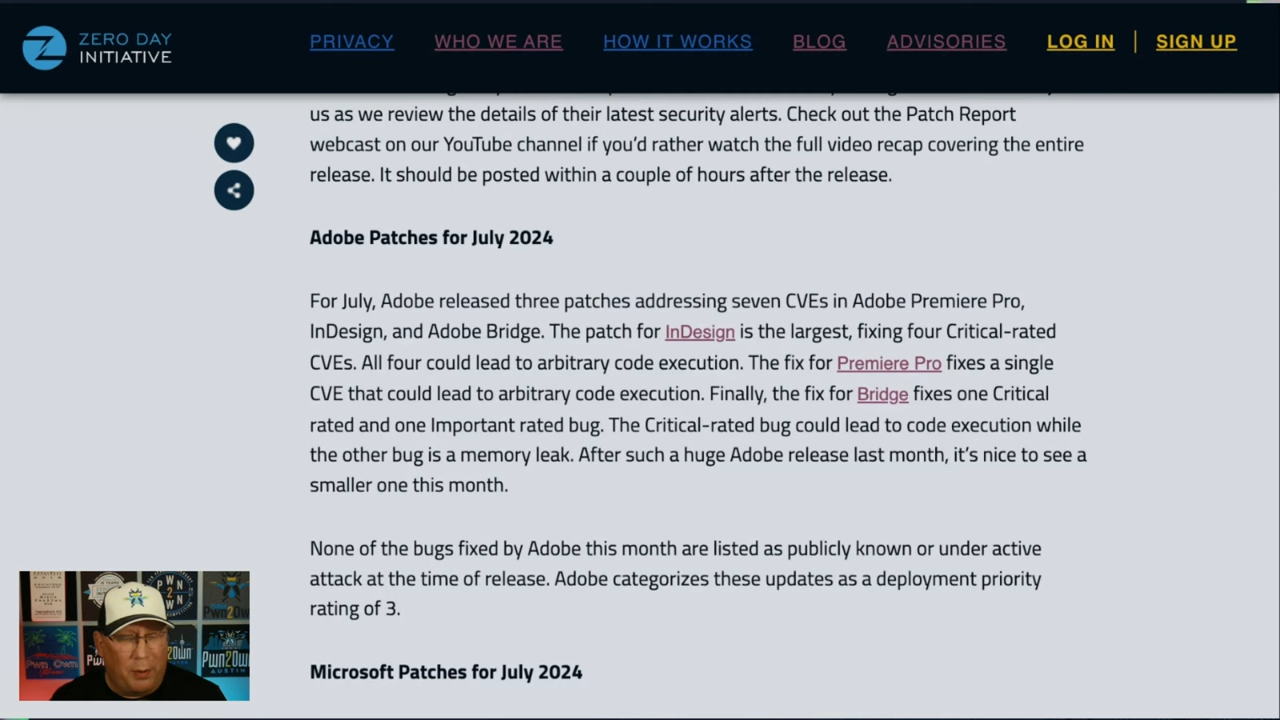 ZERO DAY
INITIATIVE
PRIVACY WHO WE ARE HOW IT WORKS BLOG ADVISORIES LOG IN | SIGN UP
us as we review the details of their latest security alerts. Check out the Patch Report
webcast on our YouTube channel if you’d rather watch the full video recap covering the entire
release. It should be posted within a couple of hours after the release.
Adobe Patches for July 2024
For July, Adobe released three patches addressing seven CVEs in Adobe Premiere Pro,
InDesign, and Adobe Bridge. The patch for InDesign is the largest, fixing four Critical-rated
CVEs. All four could lead to arbitrary code execution. The fix for Premiere Pro fixes a single
CVE that could lead to arbitrary code execution. Finally, the fix for Bridge fixes one Critical
rated and one Important rated bug. The Critical-rated bug could lead to code execution while
the other bug is a memory leak. After such a huge Adobe release last month, it’s nice to see a
smaller one this month.
None of the bugs fixed by Adobe this month are listed as publicly known or under active
attack at the time of release. Adobe categorizes these updates as a deployment priority
rating of 3.
Microsoft Patches for July 2024
PWN
2
OWN
Pwn2Own
Pwn Own
Pwn2Own
AUSTIN